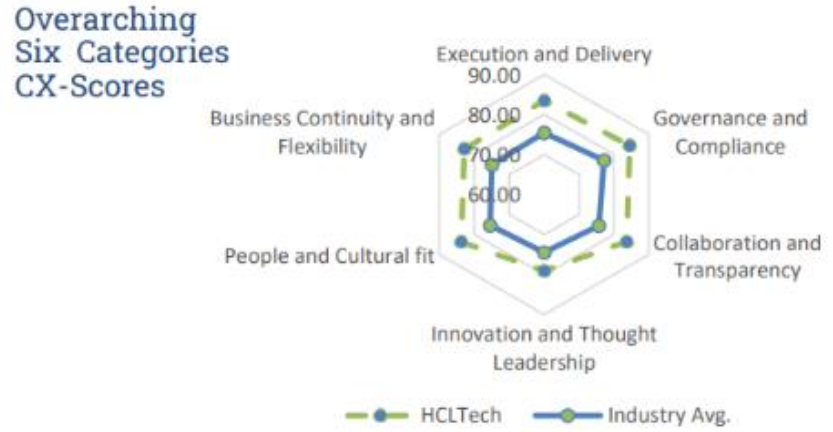 Overarching
Six Categories
CX-Scores
Execution and Delivery
90.00
80.00
70.00
60.00
Governance and
Compliance
Collaboration and
Transparency
Innovation and Thought
Leadership
People and Cultural fit
Business Continuity and
Flexibility
HCLTech
Industry Avg.